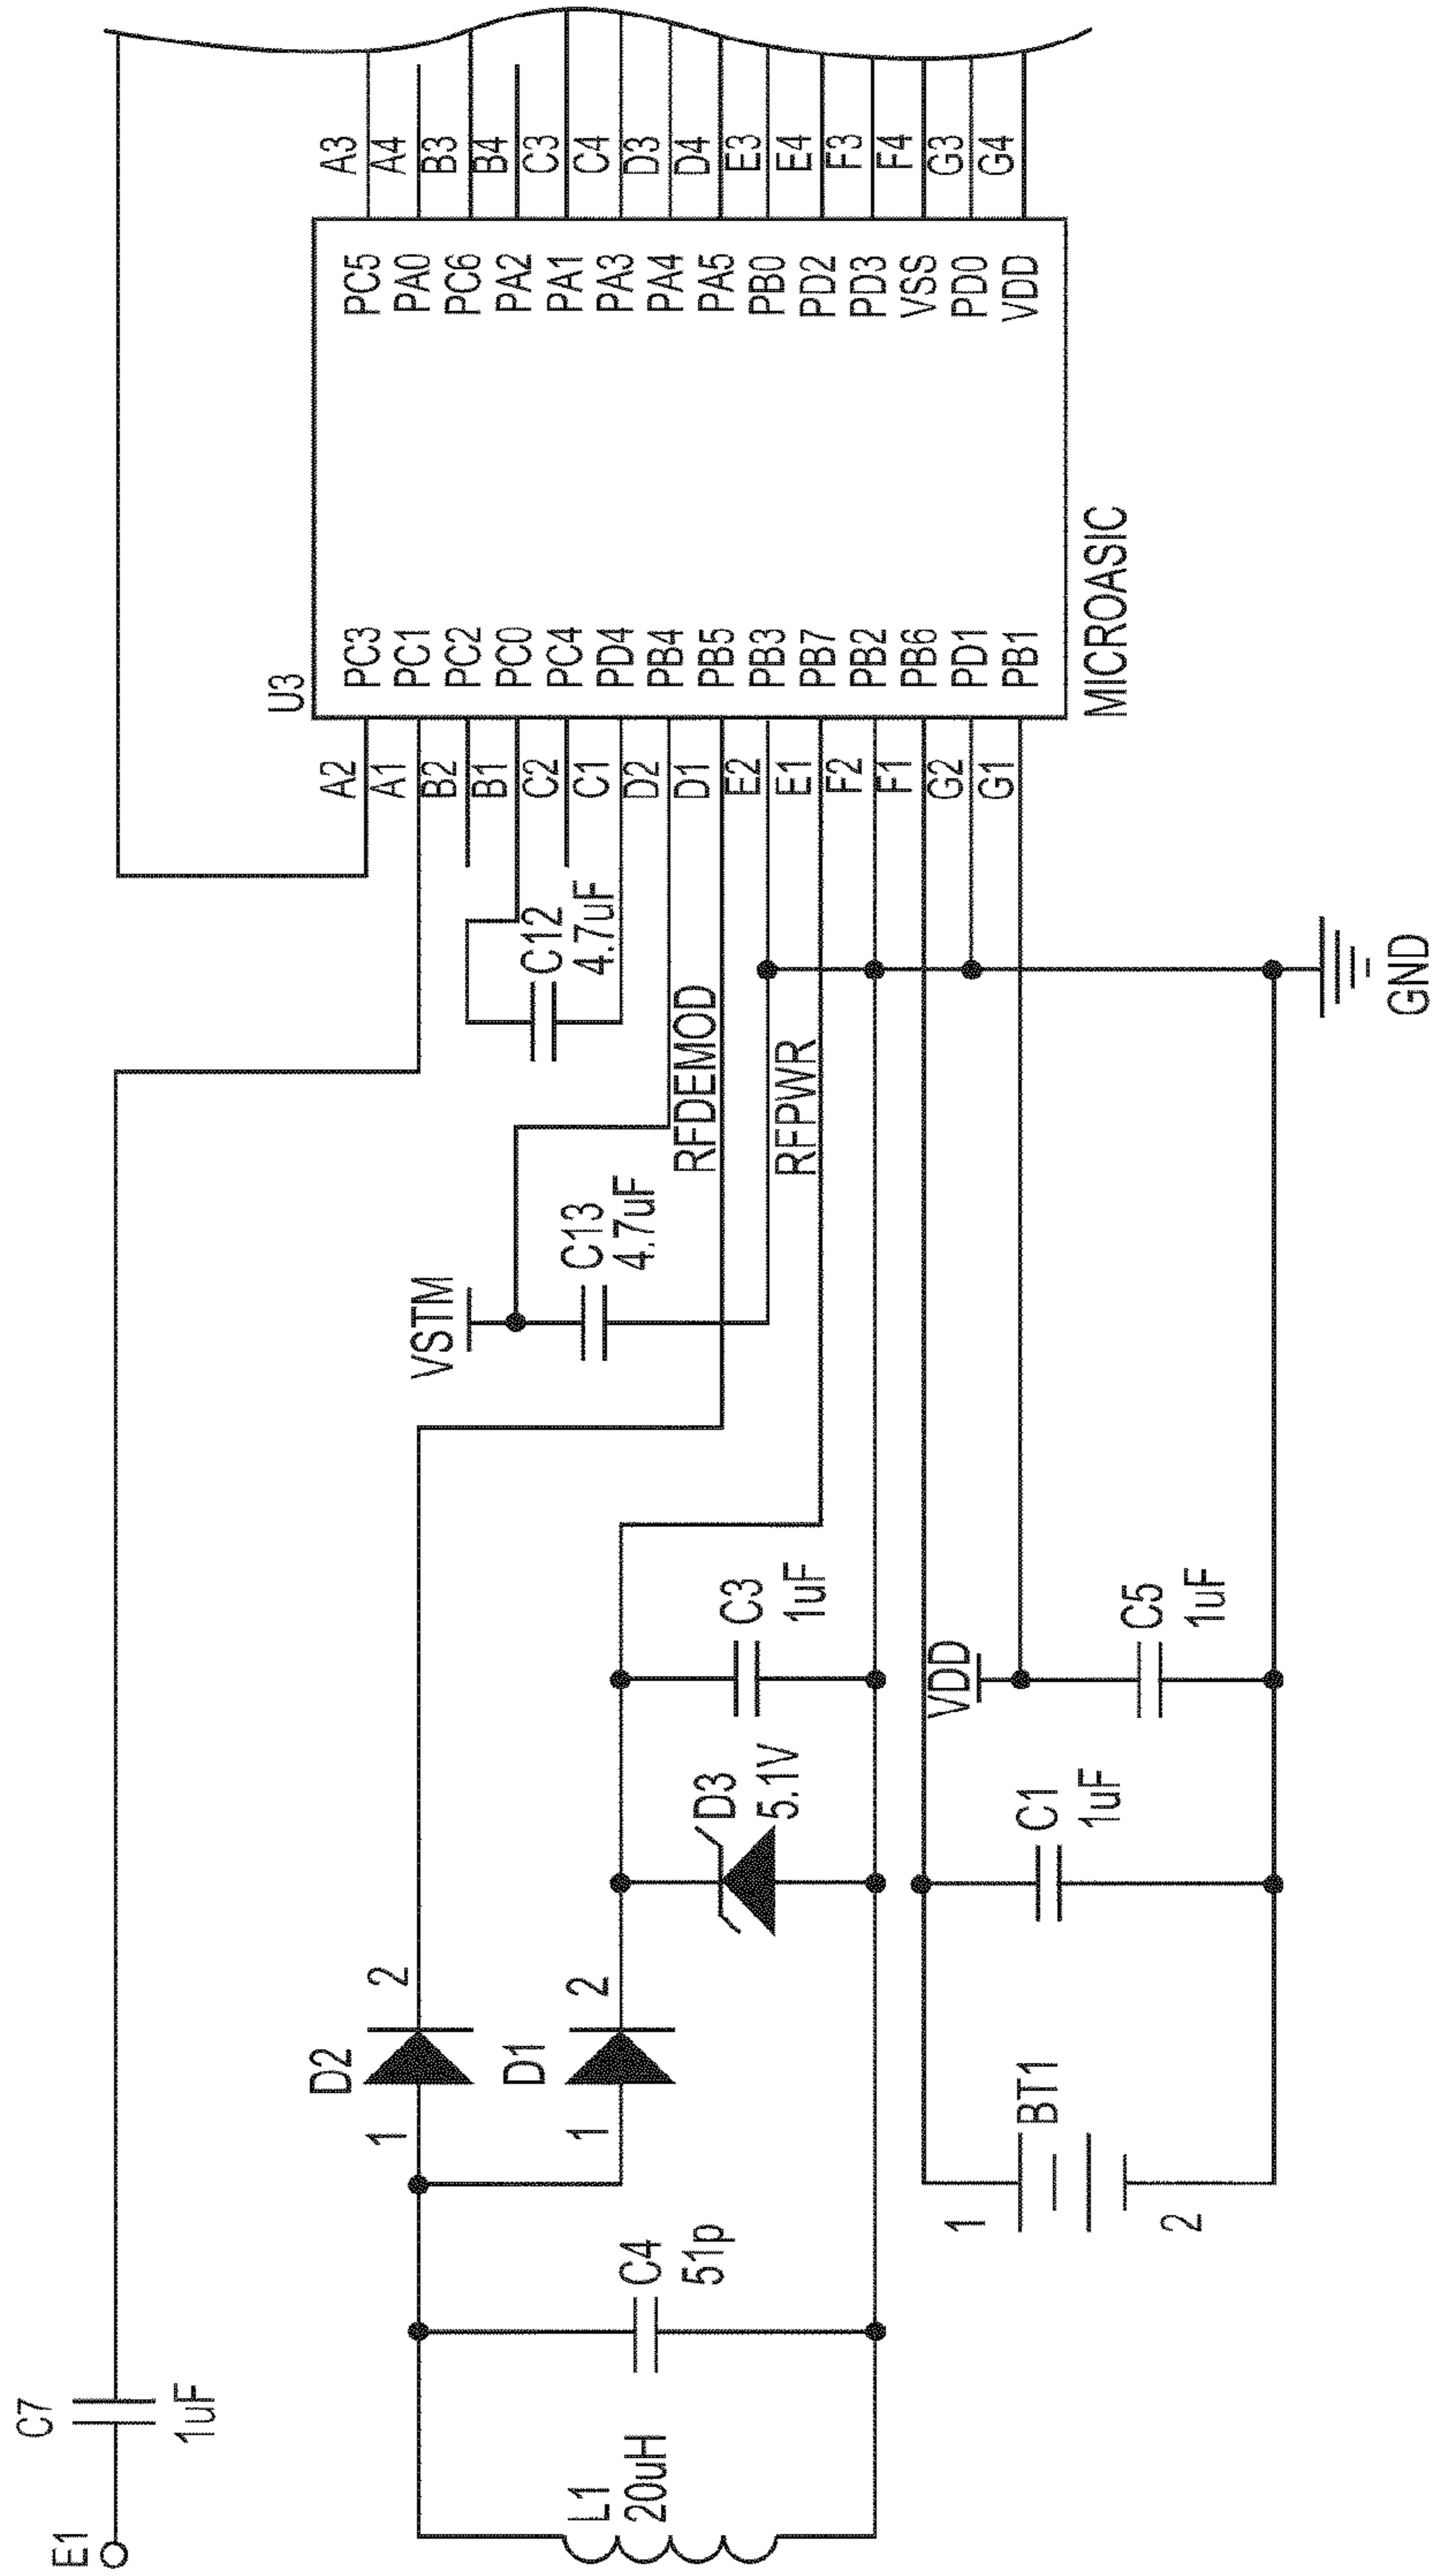 E1
C7
1uF
L1
20uH
C4
51p
D2
1
2
D1
1
2
D3
5.1V
C3
1uF
BT1
1
2
C1
1uF
VDD
C5
1uF
VSTM
C13
4.7uF
C12
4.7uF
RFDEMOD
RFPWR
GND
U3
MICROASIC
A2
A1
B2
B1
C2
C1
D2
D1
E2
E1
F2
F1
G2
G1
PC3
PC1
PC2
PC0
PC4
PD4
PB4
PB5
PB3
PB7
PB2
PB6
PD1
PB1
PC5
PA0
PC6
PA2
PA1
PA3
PA4
PA5
PB0
PD2
PD3
VSS
PD0
VDD
A3
A4
B3
B4
C3
C4
D3
D4
E3
E4
F3
F4
G3
G4